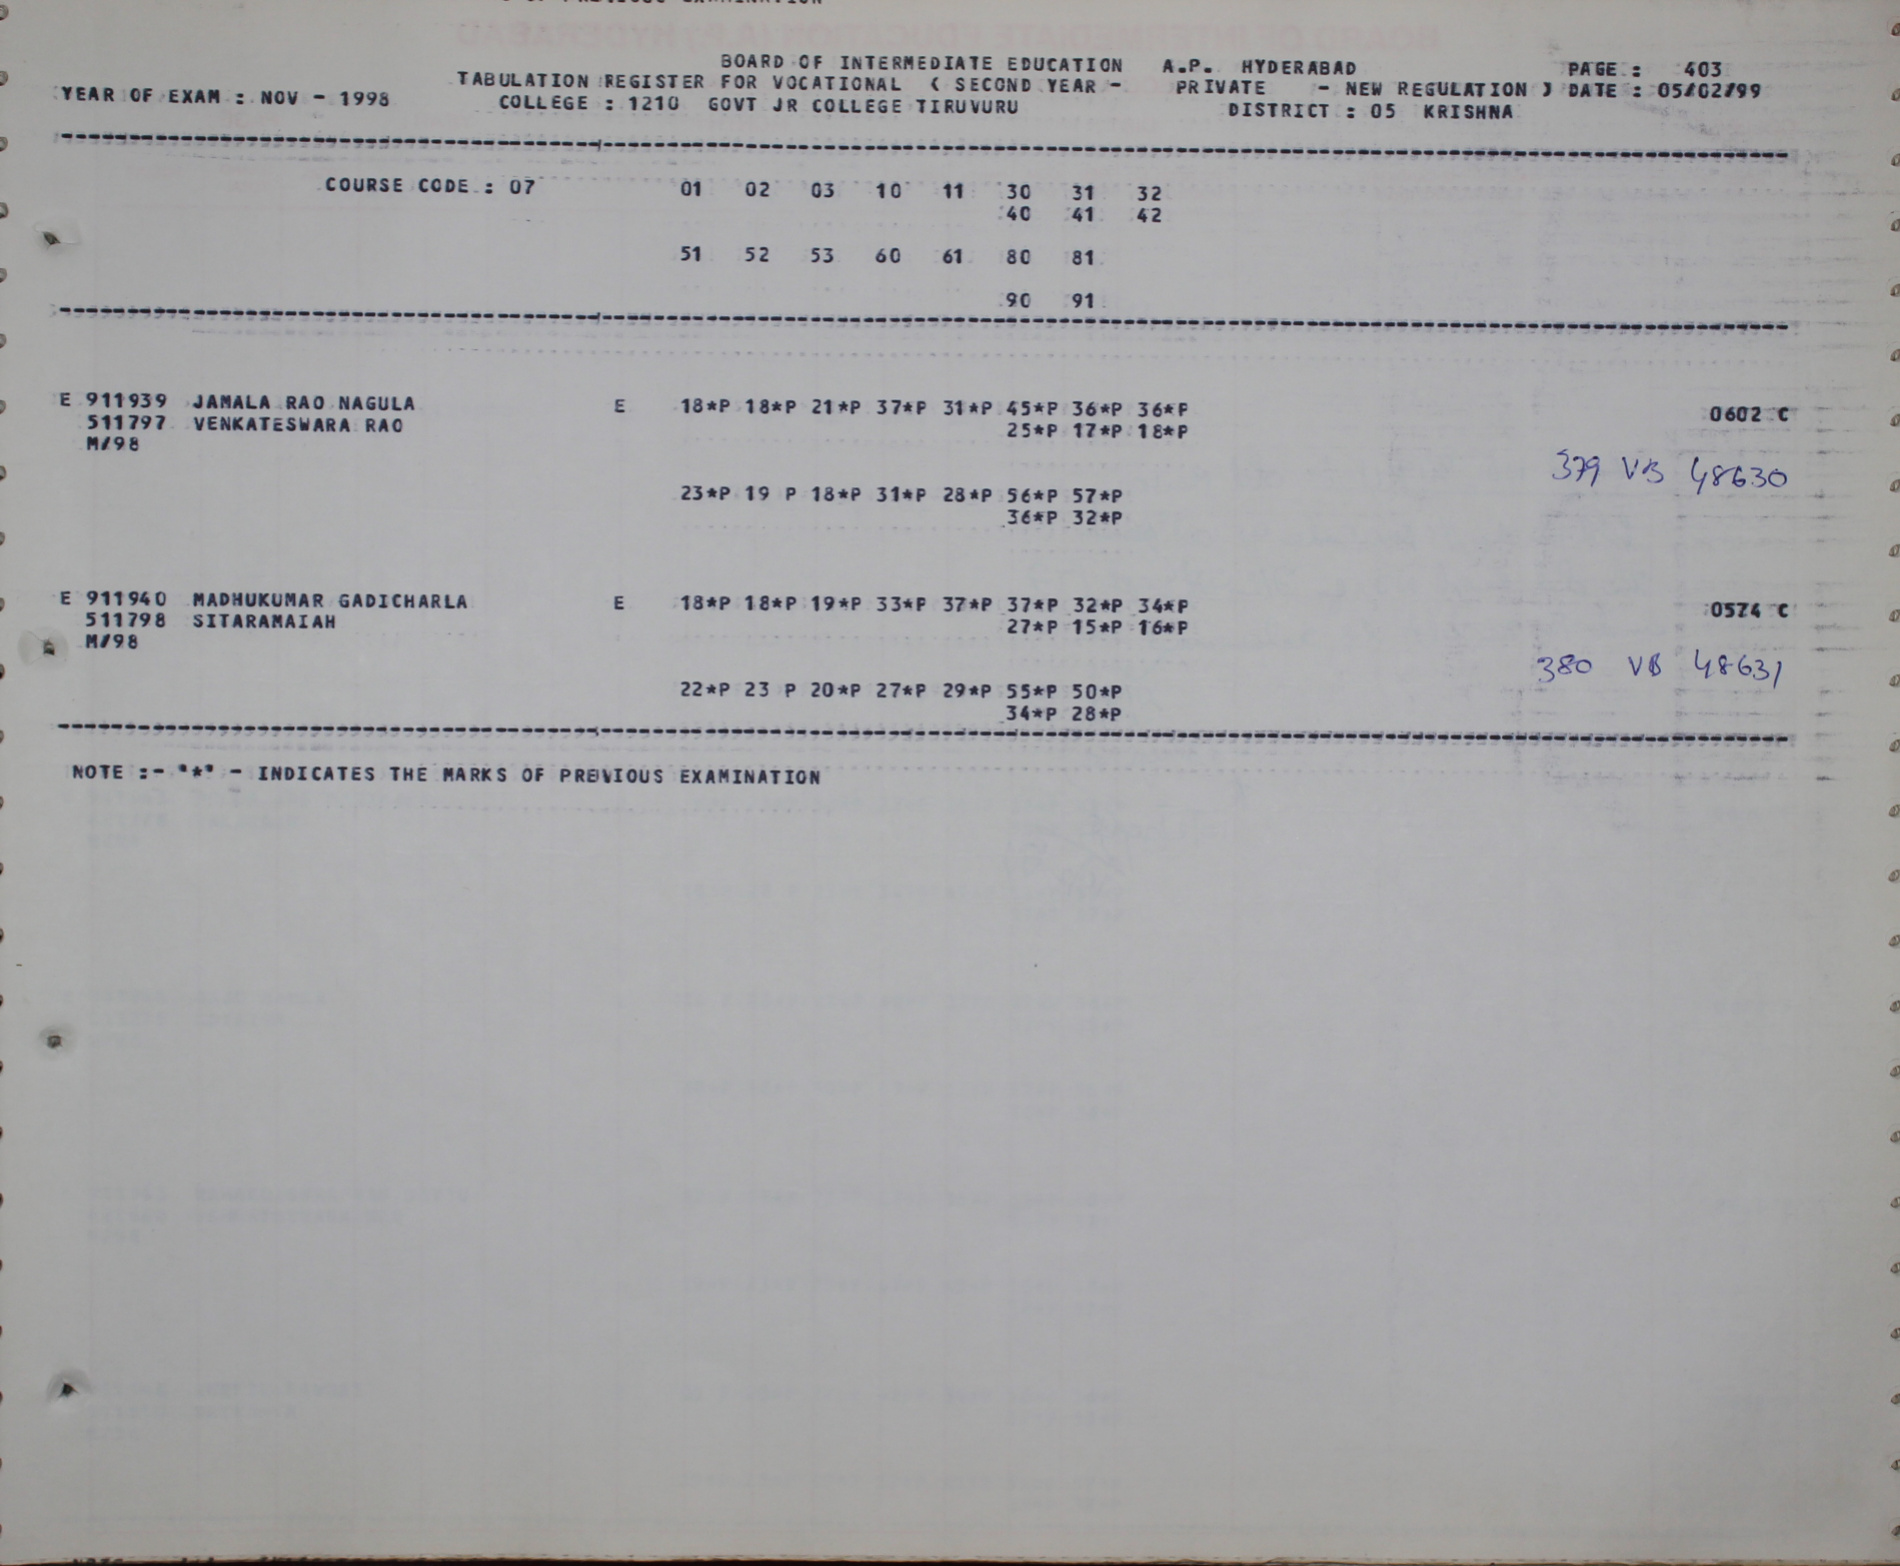 BOARD OF INTERMEDIATE EDUCATION A.P. HYDERABAD PAGE : 403
TABULATION REGISTER FOR VOCATIONAL ( SECOND YEAR - PRIVATE - NEW REGULATION ) DATE : 05/02/99
YEAR OF EXAM : NOV - 1998 COLLEGE : 1210 GOVT JR COLLEGE TIRUVURU DISTRICT : 05 KRISHNA
COURSE CODE : 07 01 02 03 10 11 30 31 32
40 41 42
51 52 53 60 61 80 81
90 91
E 911939 JAMALA RAO NAGULA E 18*P 18*P 21*P 37*P 31*P 45*P 36*P 36*P 0602 C
511797 VENKATESWARA RAO 25*P 17*P 18*P
M/98
379 VB 48630
23*P 19 P 18*P 31*P 28*P 56*P 57*P
36*P 32*P
E 911940 MADHUKUMAR GADICHARLA E 18*P 18*P 19*P 33*P 37*P 37*P 32*P 34*P 0574 C
511798 SITARAMAIAH 27*P 15*P 16*P
M/98
380 VB 48631
22*P 23 P 20*P 27*P 29*P 55*P 50*P
34*P 28*P
NOTE :- "*" - INDICATES THE MARKS OF PREVIOUS EXAMINATION